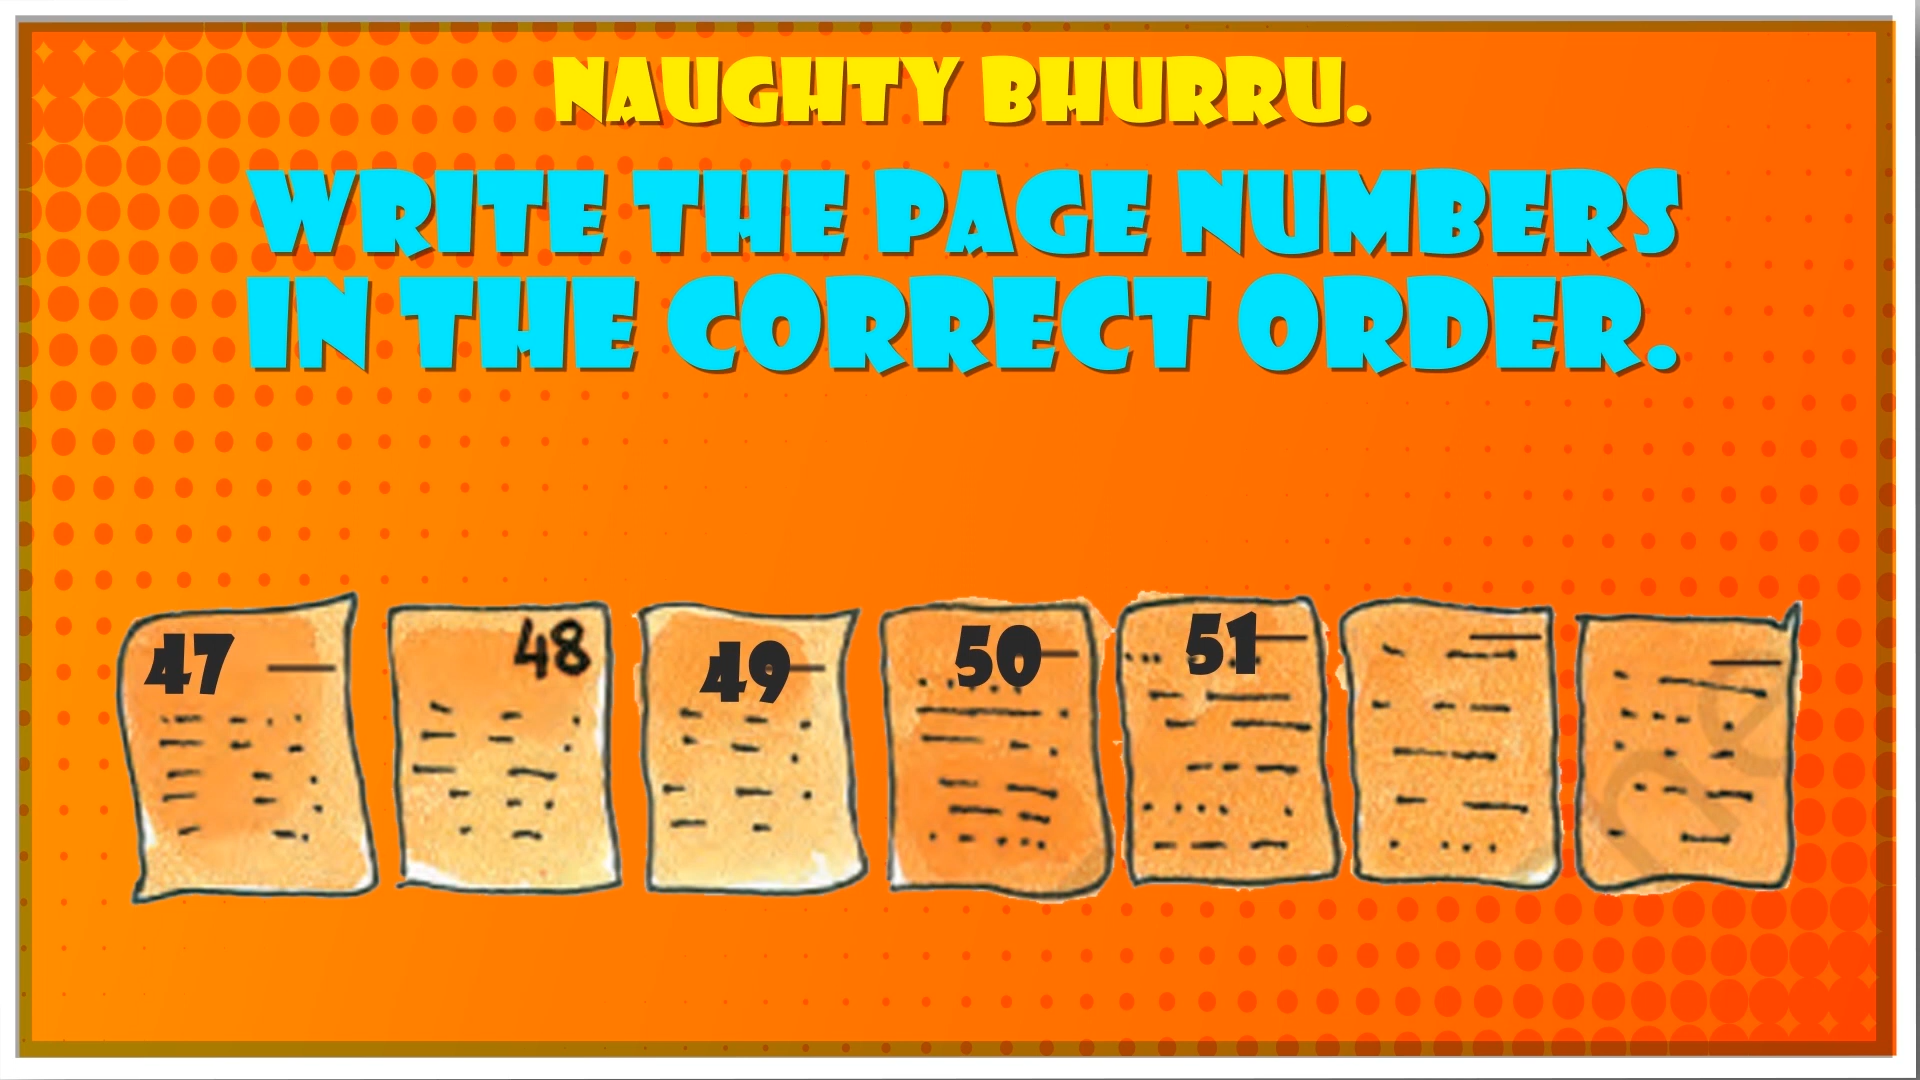 NAUGHTY BHURRU.
WRITE THE PAGE NUMBERS
IN THE CORRECT ORDER.
47 48 49 50 51